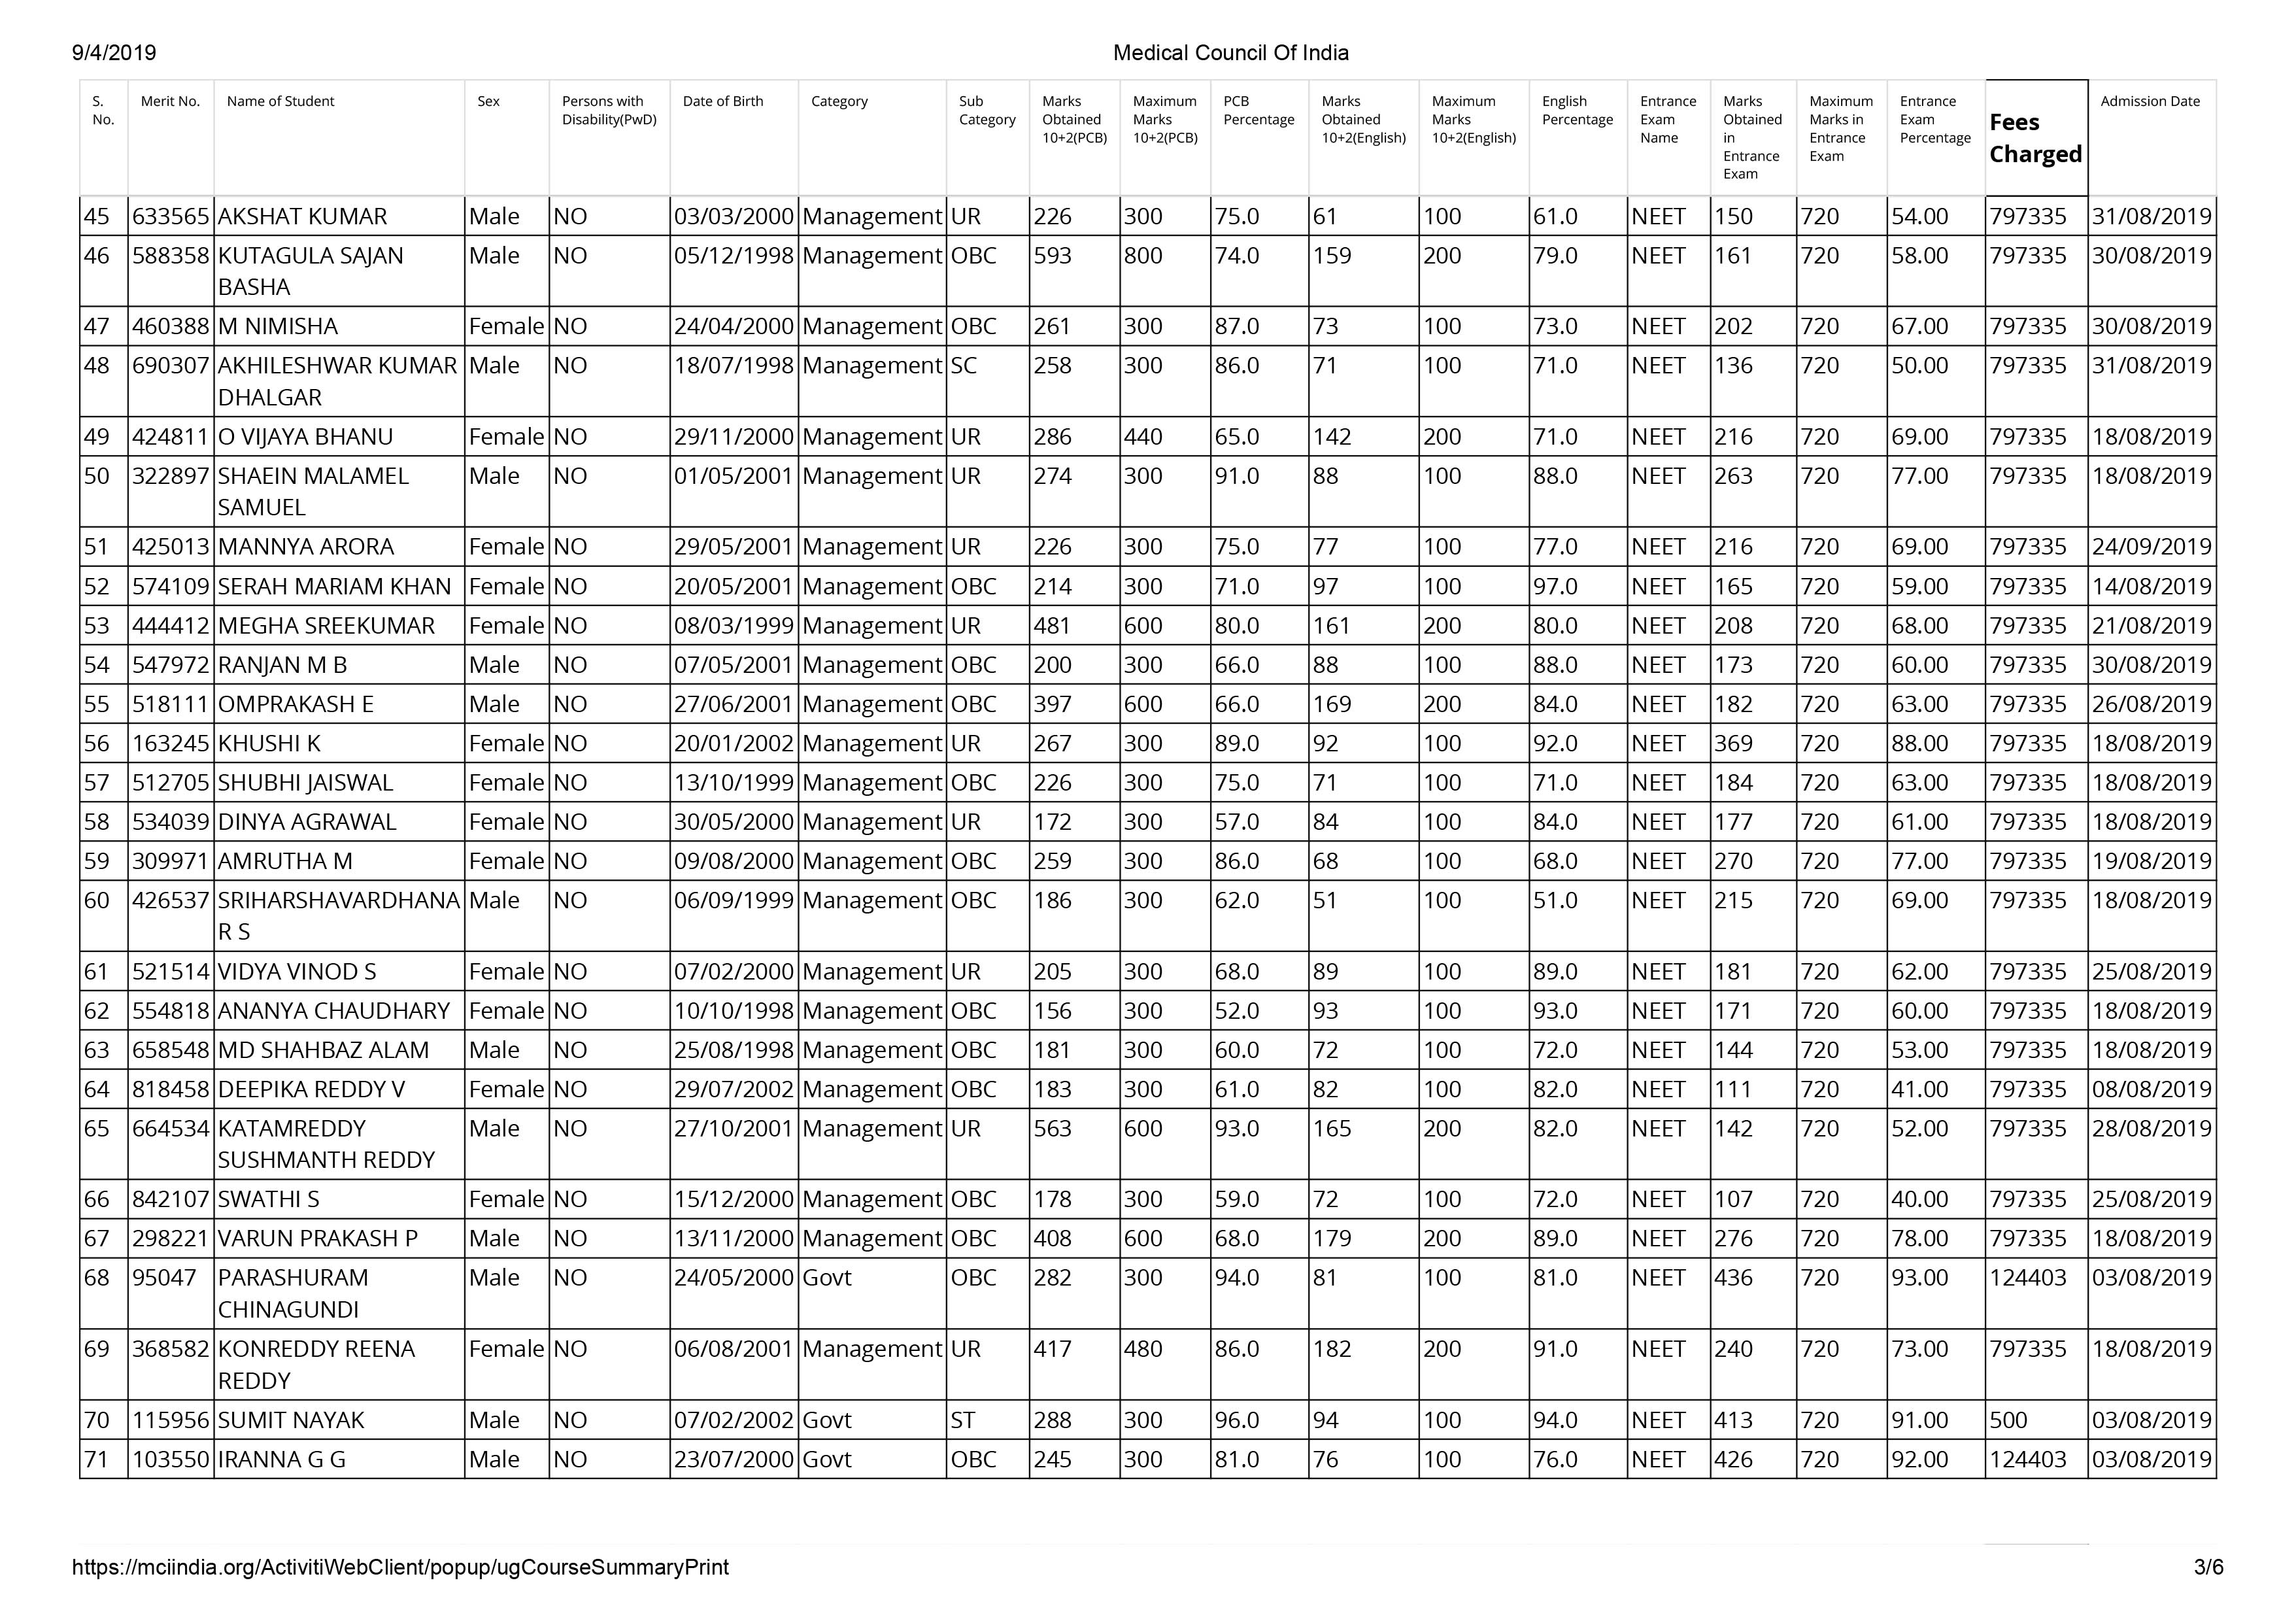 9/4/2019 Medical Council Of India
S. No. Merit No. Name of Student Sex Persons with Disability(PwD) Date of Birth Category Sub Category Marks Obtained 10+2(PCB) Maximum Marks 10+2(PCB) PCB Percentage Marks Obtained 10+2(English) Maximum Marks 10+2(English) English Percentage Entrance Exam Name Marks Obtained in Entrance Exam Maximum Marks in Entrance Exam Entrance Exam Percentage Fees Charged Admission Date
45 633565 AKSHAT KUMAR Male NO 03/03/2000 Management UR 226 300 75.0 61 100 61.0 NEET 150 720 54.00 797335 31/08/2019
46 588358 KUTAGULA SAJAN BASHA Male NO 05/12/1998 Management OBC 593 800 74.0 159 200 79.0 NEET 161 720 58.00 797335 30/08/2019
47 460388 M NIMISHA Female NO 24/04/2000 Management OBC 261 300 87.0 73 100 73.0 NEET 202 720 67.00 797335 30/08/2019
48 690307 AKHILESHWAR KUMAR DHALGAR Male NO 18/07/1998 Management SC 258 300 86.0 71 100 71.0 NEET 136 720 50.00 797335 31/08/2019
49 424811 O VIJAYA BHANU Female NO 29/11/2000 Management UR 286 440 65.0 142 200 71.0 NEET 216 720 69.00 797335 18/08/2019
50 322897 SHAEIN MALAMEL SAMUEL Male NO 01/05/2001 Management UR 274 300 91.0 88 100 88.0 NEET 263 720 77.00 797335 18/08/2019
51 425013 MANNYA ARORA Female NO 29/05/2001 Management UR 226 300 75.0 77 100 77.0 NEET 216 720 69.00 797335 24/09/2019
52 574109 SERAH MARIAM KHAN Female NO 20/05/2001 Management OBC 214 300 71.0 97 100 97.0 NEET 165 720 59.00 797335 14/08/2019
53 444412 MEGHA SREEKUMAR Female NO 08/03/1999 Management UR 481 600 80.0 161 200 80.0 NEET 208 720 68.00 797335 21/08/2019
54 547972 RANJAN M B Male NO 07/05/2001 Management OBC 200 300 66.0 88 100 88.0 NEET 173 720 60.00 797335 30/08/2019
55 518111 OMPRAKASH E Male NO 27/06/2001 Management OBC 397 600 66.0 169 200 84.0 NEET 182 720 63.00 797335 26/08/2019
56 163245 KHUSHI K Female NO 20/01/2002 Management UR 267 300 89.0 92 100 92.0 NEET 369 720 88.00 797335 18/08/2019
57 512705 SHUBHI JAISWAL Female NO 13/10/1999 Management OBC 226 300 75.0 71 100 71.0 NEET 184 720 63.00 797335 18/08/2019
58 534039 DINYA AGRAWAL Female NO 30/05/2000 Management UR 172 300 57.0 84 100 84.0 NEET 177 720 61.00 797335 18/08/2019
59 309971 AMRUTHA M Female NO 09/08/2000 Management OBC 259 300 86.0 68 100 68.0 NEET 270 720 77.00 797335 19/08/2019
60 426537 SRIHARSHAVARDHANA R S Male NO 06/09/1999 Management OBC 186 300 62.0 51 100 51.0 NEET 215 720 69.00 797335 18/08/2019
61 521514 VIDYA VINOD S Female NO 07/02/2000 Management UR 205 300 68.0 89 100 89.0 NEET 181 720 62.00 797335 25/08/2019
62 554818 ANANYA CHAUDHARY Female NO 10/10/1998 Management OBC 156 300 52.0 93 100 93.0 NEET 171 720 60.00 797335 18/08/2019
63 658548 MD SHAHBAZ ALAM Male NO 25/08/1998 Management OBC 181 300 60.0 72 100 72.0 NEET 144 720 53.00 797335 18/08/2019
64 818458 DEEPIKA REDDY V Female NO 29/07/2002 Management OBC 183 300 61.0 82 100 82.0 NEET 111 720 41.00 797335 08/08/2019
65 664534 KATAMREDDY SUSHMANTH REDDY Male NO 27/10/2001 Management UR 563 600 93.0 165 200 82.0 NEET 142 720 52.00 797335 28/08/2019
66 842107 SWATHI S Female NO 15/12/2000 Management OBC 178 300 59.0 72 100 72.0 NEET 107 720 40.00 797335 25/08/2019
67 298221 VARUN PRAKASH P Male NO 13/11/2000 Management OBC 408 600 68.0 179 200 89.0 NEET 276 720 78.00 797335 18/08/2019
68 95047 PARASHURAM CHINAGUNDI Male NO 24/05/2000 Govt OBC 282 300 94.0 81 100 81.0 NEET 436 720 93.00 124403 03/08/2019
69 368582 KONREDDY REENA REDDY Female NO 06/08/2001 Management UR 417 480 86.0 182 200 91.0 NEET 240 720 73.00 797335 18/08/2019
70 115956 SUMIT NAYAK Male NO 07/02/2002 Govt ST 288 300 96.0 94 100 94.0 NEET 413 720 91.00 500 03/08/2019
71 103550 IRANNA G G Male NO 23/07/2000 Govt OBC 245 300 81.0 76 100 76.0 NEET 426 720 92.00 124403 03/08/2019
https://mciindia.org/ActivitiWebClient/popup/ugCourseSummaryPrint 3/6